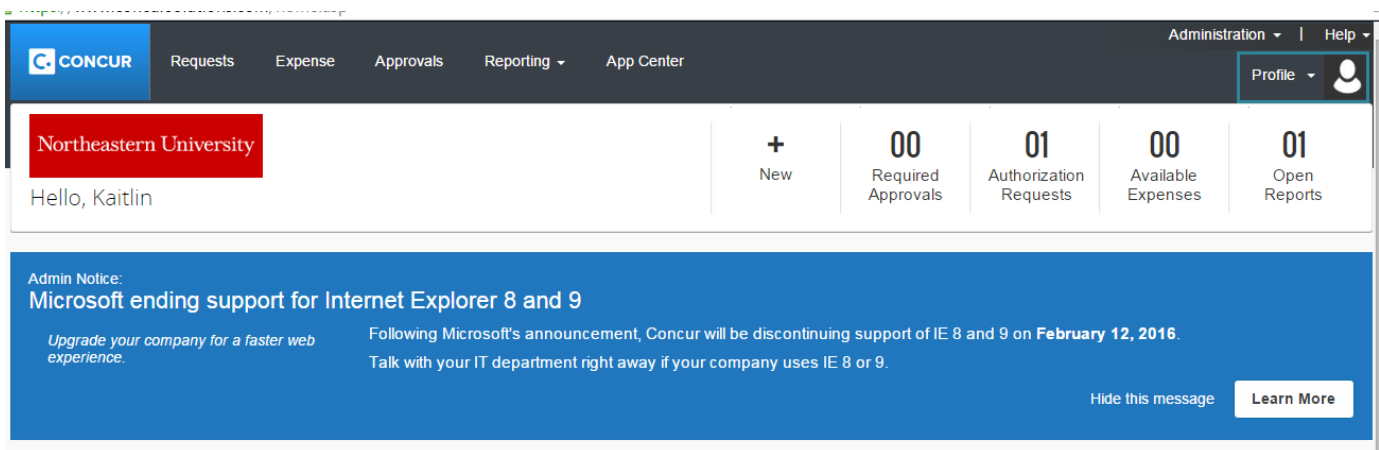 Administration | Help
C. CONCUR Requests Expense Approvals Reporting App Center
Profile
Northeastern University
Hello, Kaitlin
+ New
00 Required Approvals
01 Authorization Requests
00 Available Expenses
01 Open Reports
Admin Notice:
Microsoft ending support for Internet Explorer 8 and 9
Upgrade your company for a faster web
experience.
Following Microsoft's announcement, Concur will be discontinuing support of IE 8 and 9 on February 12, 2016.
Talk with your IT department right away if your company uses IE 8 or 9.
Hide this message Learn More